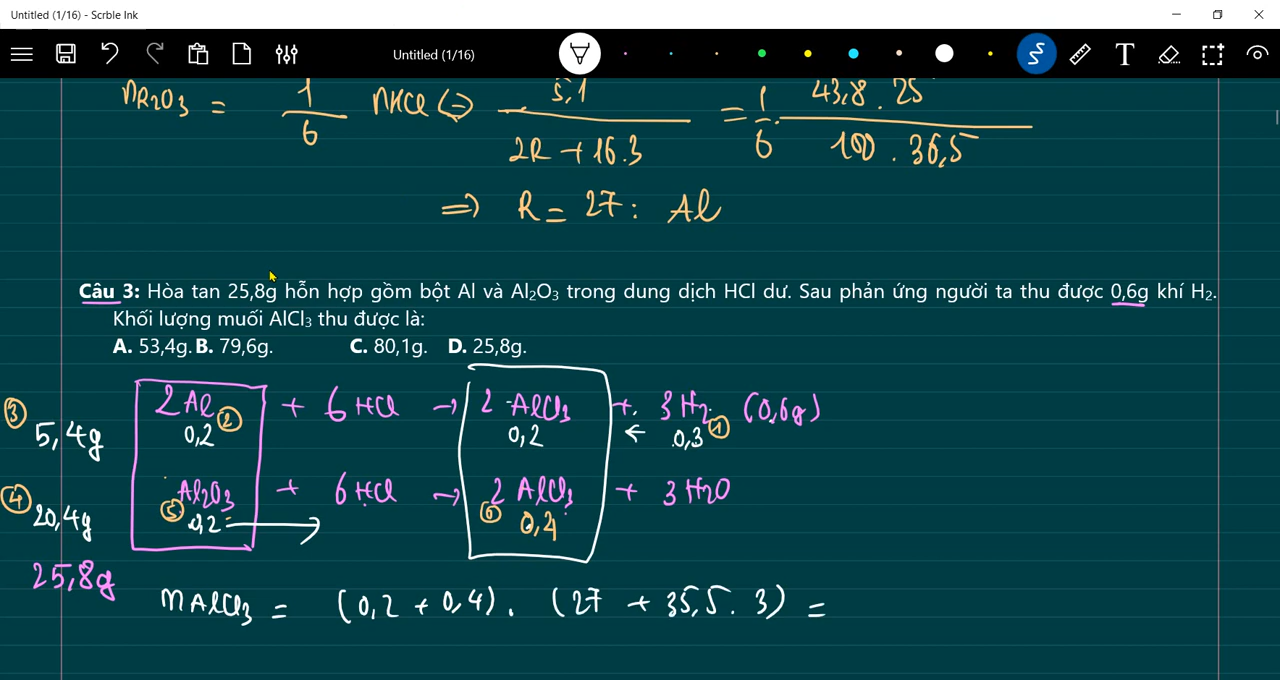 Untitled (1/16) - Scrble Ink
Untitled (1/16)
nR2O3 = 1/6 nHCl <=> 5,1 / (2R + 16.3) = 1/6 . 43,8 . 25 / (100 . 36,5)
=> R = 27 : Al
Câu 3: Hòa tan 25,8g hỗn hợp gồm bột Al và Al₂O₃ trong dung dịch HCl dư. Sau phản ứng người ta thu được 0,6g khí H₂.
Khối lượng muối AlCl₃ thu được là:
A. 53,4g. B. 79,6g. C. 80,1g. D. 25,8g.
③ 2Al + 6HCl → 2 AlCl3 + 3H2 (0,6g)
5,4g 0,2 ② 0,2 ← 0,3 ①
④ Al2O3 + 6HCl → 2 AlCl3 + 3H2O
20,4g ⑤ 0,2 → ⑥ 0,4
25,8g
mAlCl3 = (0,2 + 0,4) . (27 + 35,5 . 3) =